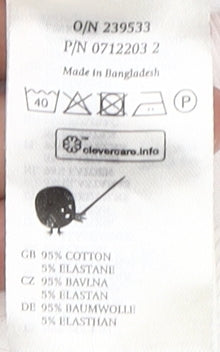 O/N 239533
P/N 0712203 2
Made in Bangladesh
40 P
clevercare.info
GB 95% COTTON
5% ELASTANE
CZ 95% BAVLNA
5% ELASTAN
DE 95% BAUMWOLLE
5% ELASTHAN